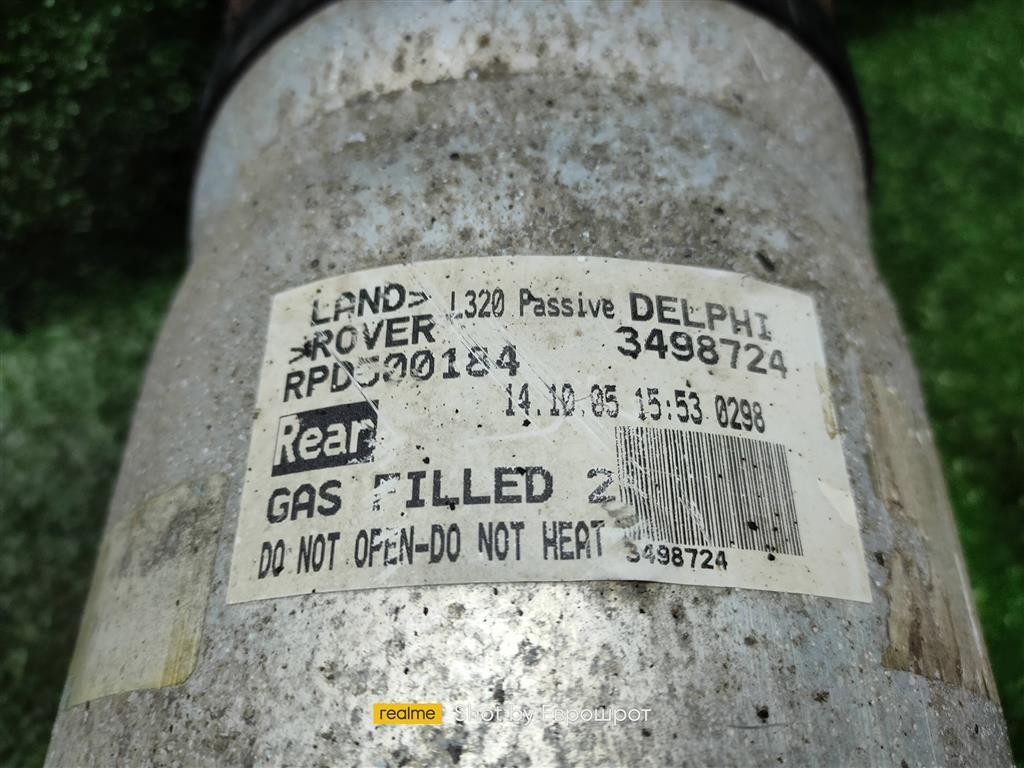 LAND> L320 Passive DELPHI
>ROVER 3498724
RPD500184
14.10.05 15:53 0298
Rear
GAS FILLED 2
DO NOT OPEN-DO NOT HEAT 3498724
realme Shot by Еврошрот